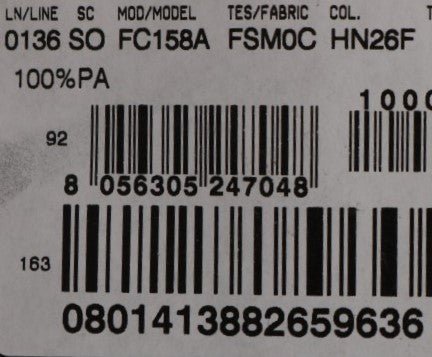 LN/LINE SC MOD/MODEL TES/FABRIC COL. T
0136 SO FC158A FSM0C HN26F
100%PA
1000
92
8 056305 247048
163
0801413882659636